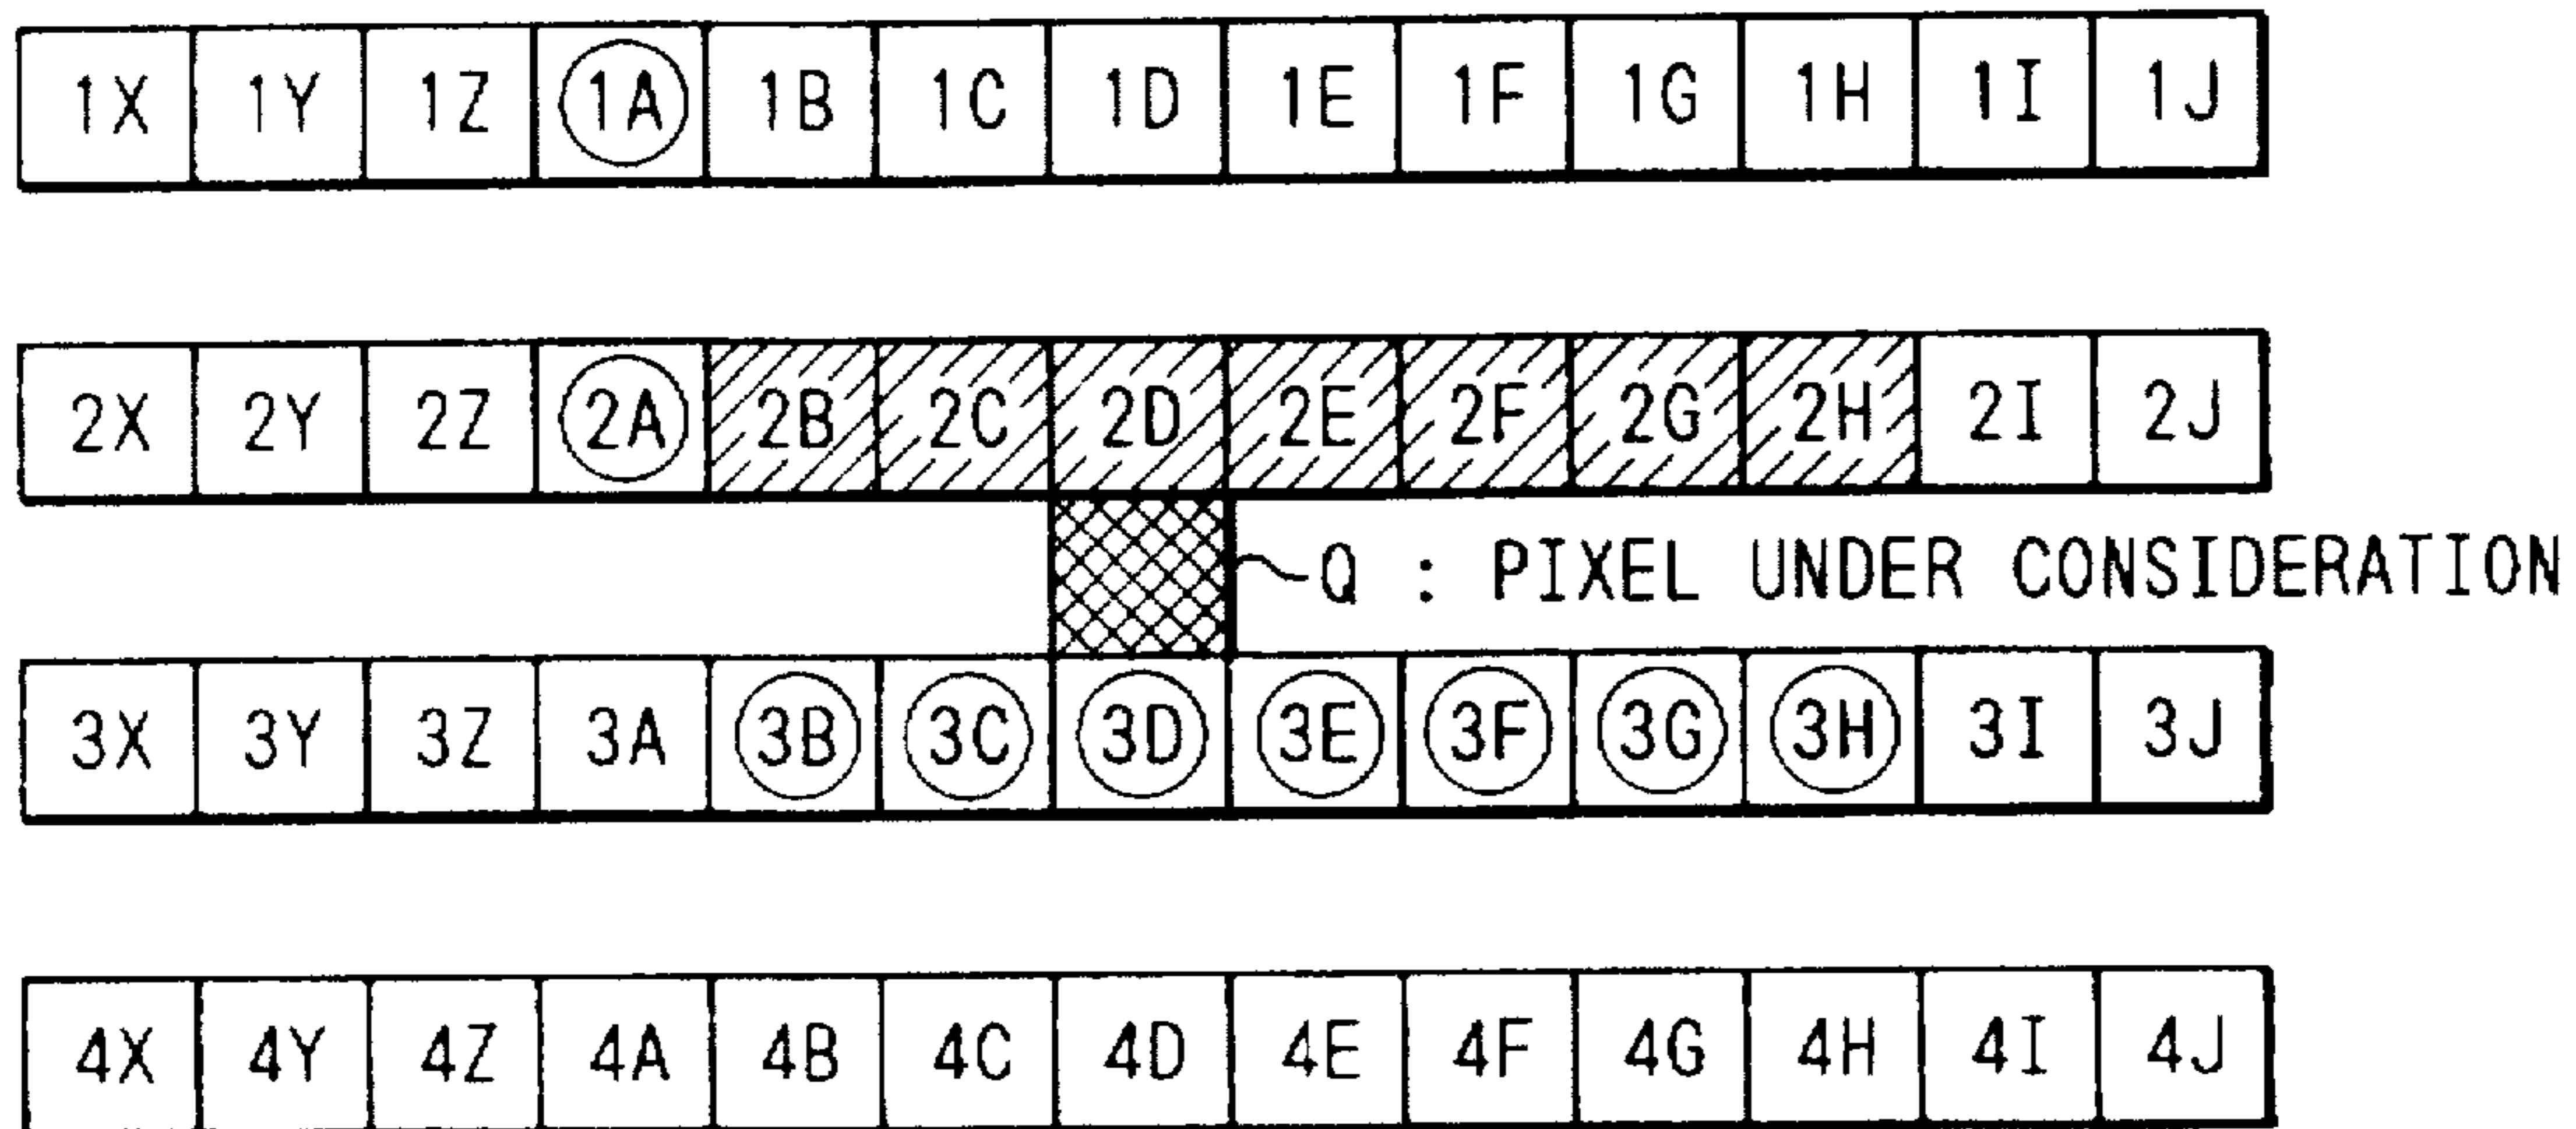 1X 1Y 1Z 1A 1B 1C 1D 1E 1F 1G 1H 1I 1J
2X 2Y 2Z 2A 2B 2C 2D 2E 2F 2G 2H 2I 2J
Q : PIXEL UNDER CONSIDERATION
3X 3Y 3Z 3A 3B 3C 3D 3E 3F 3G 3H 3I 3J
4X 4Y 4Z 4A 4B 4C 4D 4E 4F 4G 4H 4I 4J